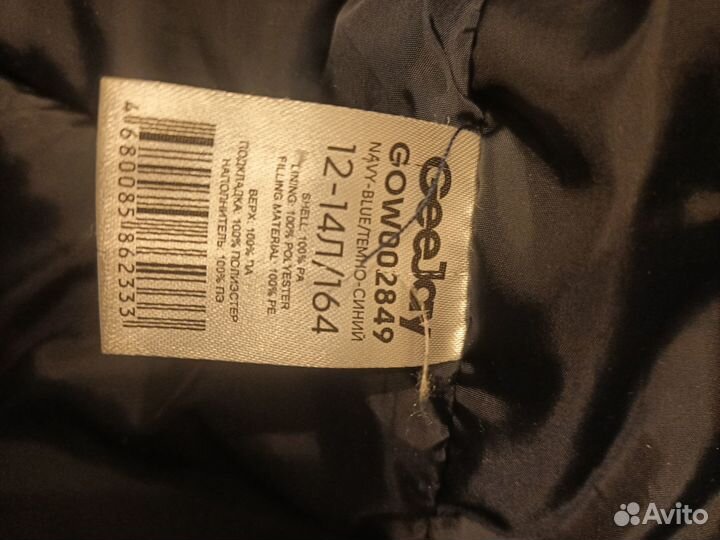 GeeJay
GOW002849
NAVY-BLUE/ТЕМНО-СИНИЙ
12-14Л/164
SHELL: 100% PA
LINING: 100% POLYESTER
FILLING MATERIAL: 100% PE
ВЕРХ: 100% ПА
ПОДКЛАДКА: 100% ПОЛИЭСТЕР
НАПОЛНИТЕЛЬ: 100% ПЭ
4680085862333
Avito